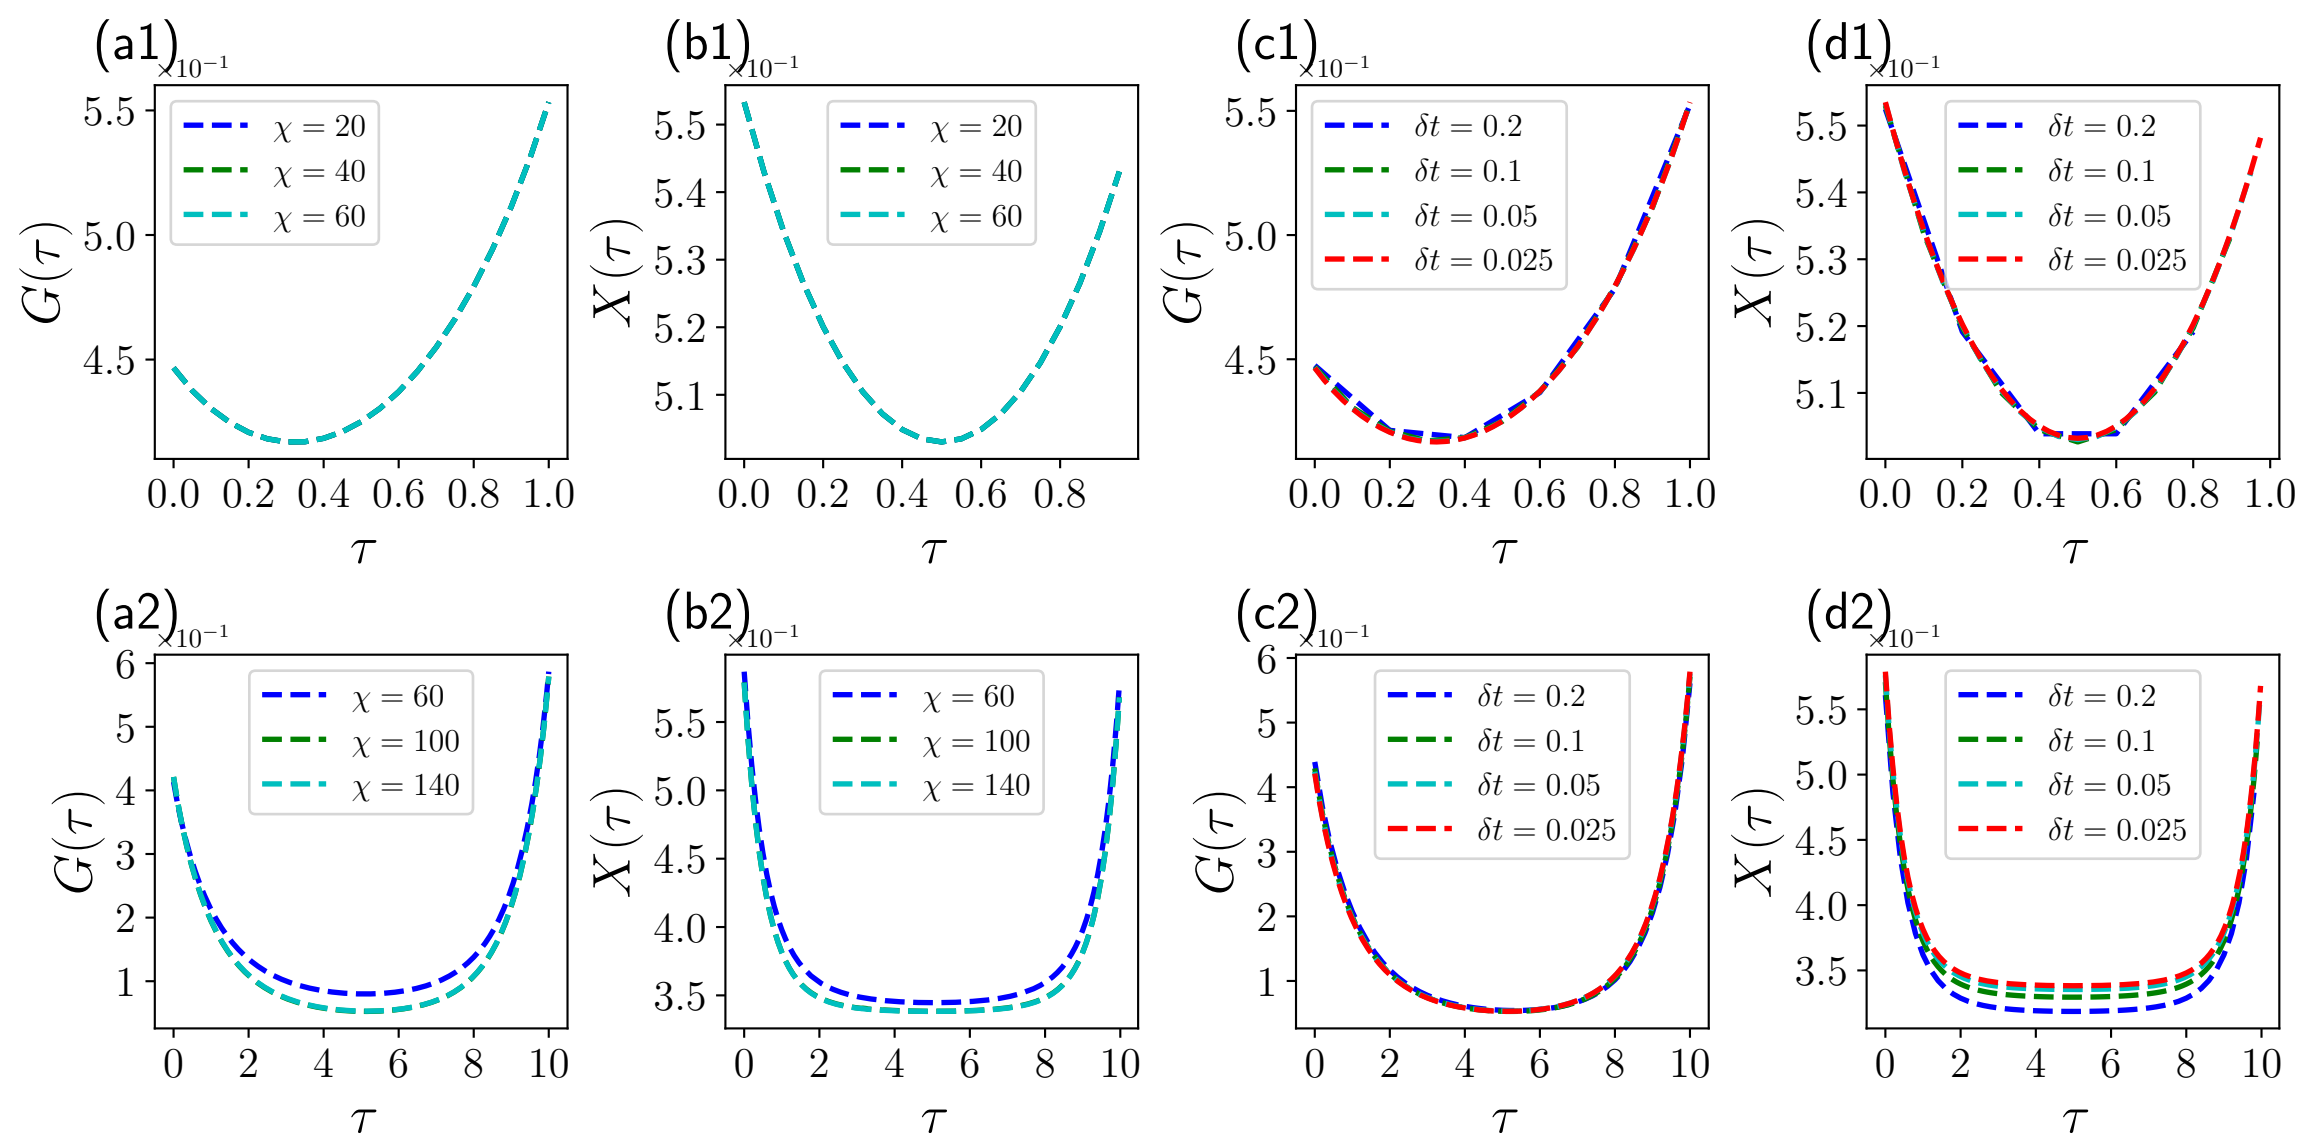 (a1)
×10⁻¹
χ = 20
χ = 40
χ = 60
5.5
5.0
4.5
G(τ)
0.0 0.2 0.4 0.6 0.8 1.0
τ
(b1)
×10⁻¹
χ = 20
χ = 40
χ = 60
5.5
5.4
5.3
5.2
5.1
X(τ)
0.0 0.2 0.4 0.6 0.8
τ
(c1)
×10⁻¹
δt = 0.2
δt = 0.1
δt = 0.05
δt = 0.025
5.5
5.0
4.5
G(τ)
0.0 0.2 0.4 0.6 0.8 1.0
τ
(d1)
×10⁻¹
δt = 0.2
δt = 0.1
δt = 0.05
δt = 0.025
5.5
5.4
5.3
5.2
5.1
X(τ)
0.0 0.2 0.4 0.6 0.8 1.0
τ
(a2)
×10⁻¹
χ = 60
χ = 100
χ = 140
6
5
4
3
2
1
G(τ)
0 2 4 6 8 10
τ
(b2)
×10⁻¹
χ = 60
χ = 100
χ = 140
5.5
5.0
4.5
4.0
3.5
X(τ)
0 2 4 6 8 10
τ
(c2)
×10⁻¹
δt = 0.2
δt = 0.1
δt = 0.05
δt = 0.025
6
5
4
3
2
1
G(τ)
0 2 4 6 8 10
τ
(d2)
×10⁻¹
δt = 0.2
δt = 0.1
δt = 0.05
δt = 0.025
5.5
5.0
4.5
4.0
3.5
X(τ)
0 2 4 6 8 10
τ